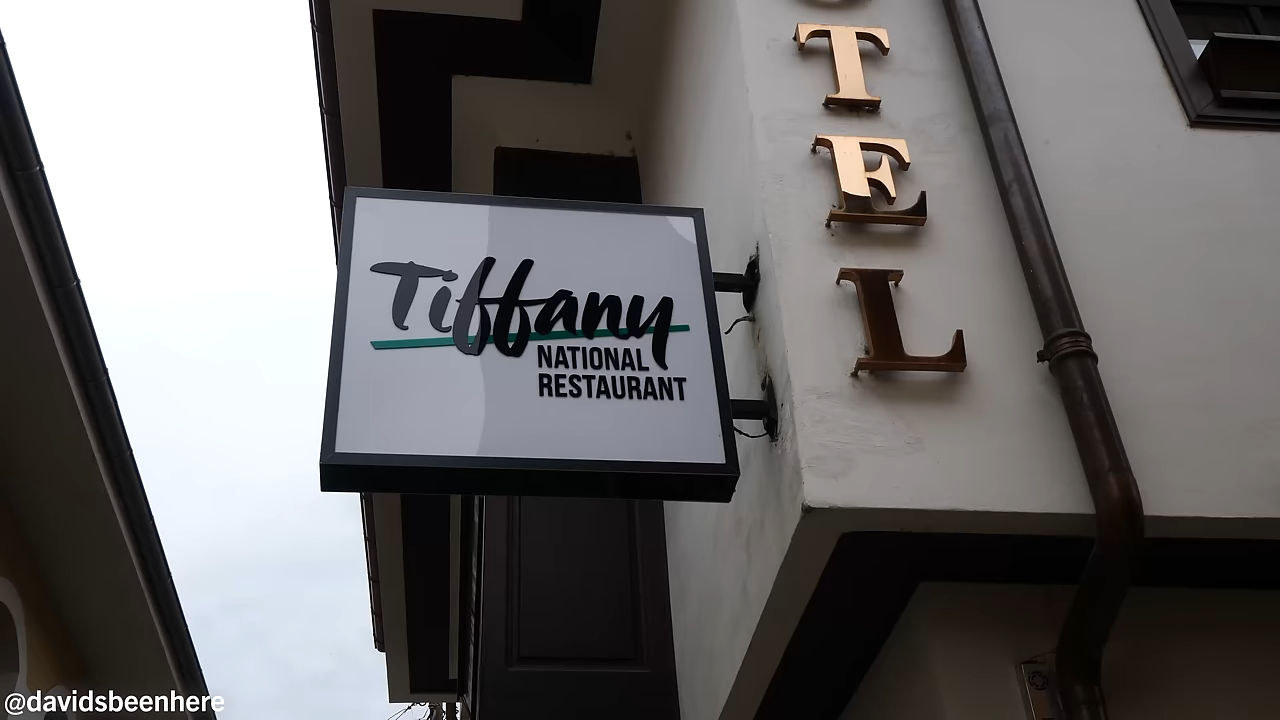 TEL
Tiffany
NATIONAL
RESTAURANT
@davidsbeenhere